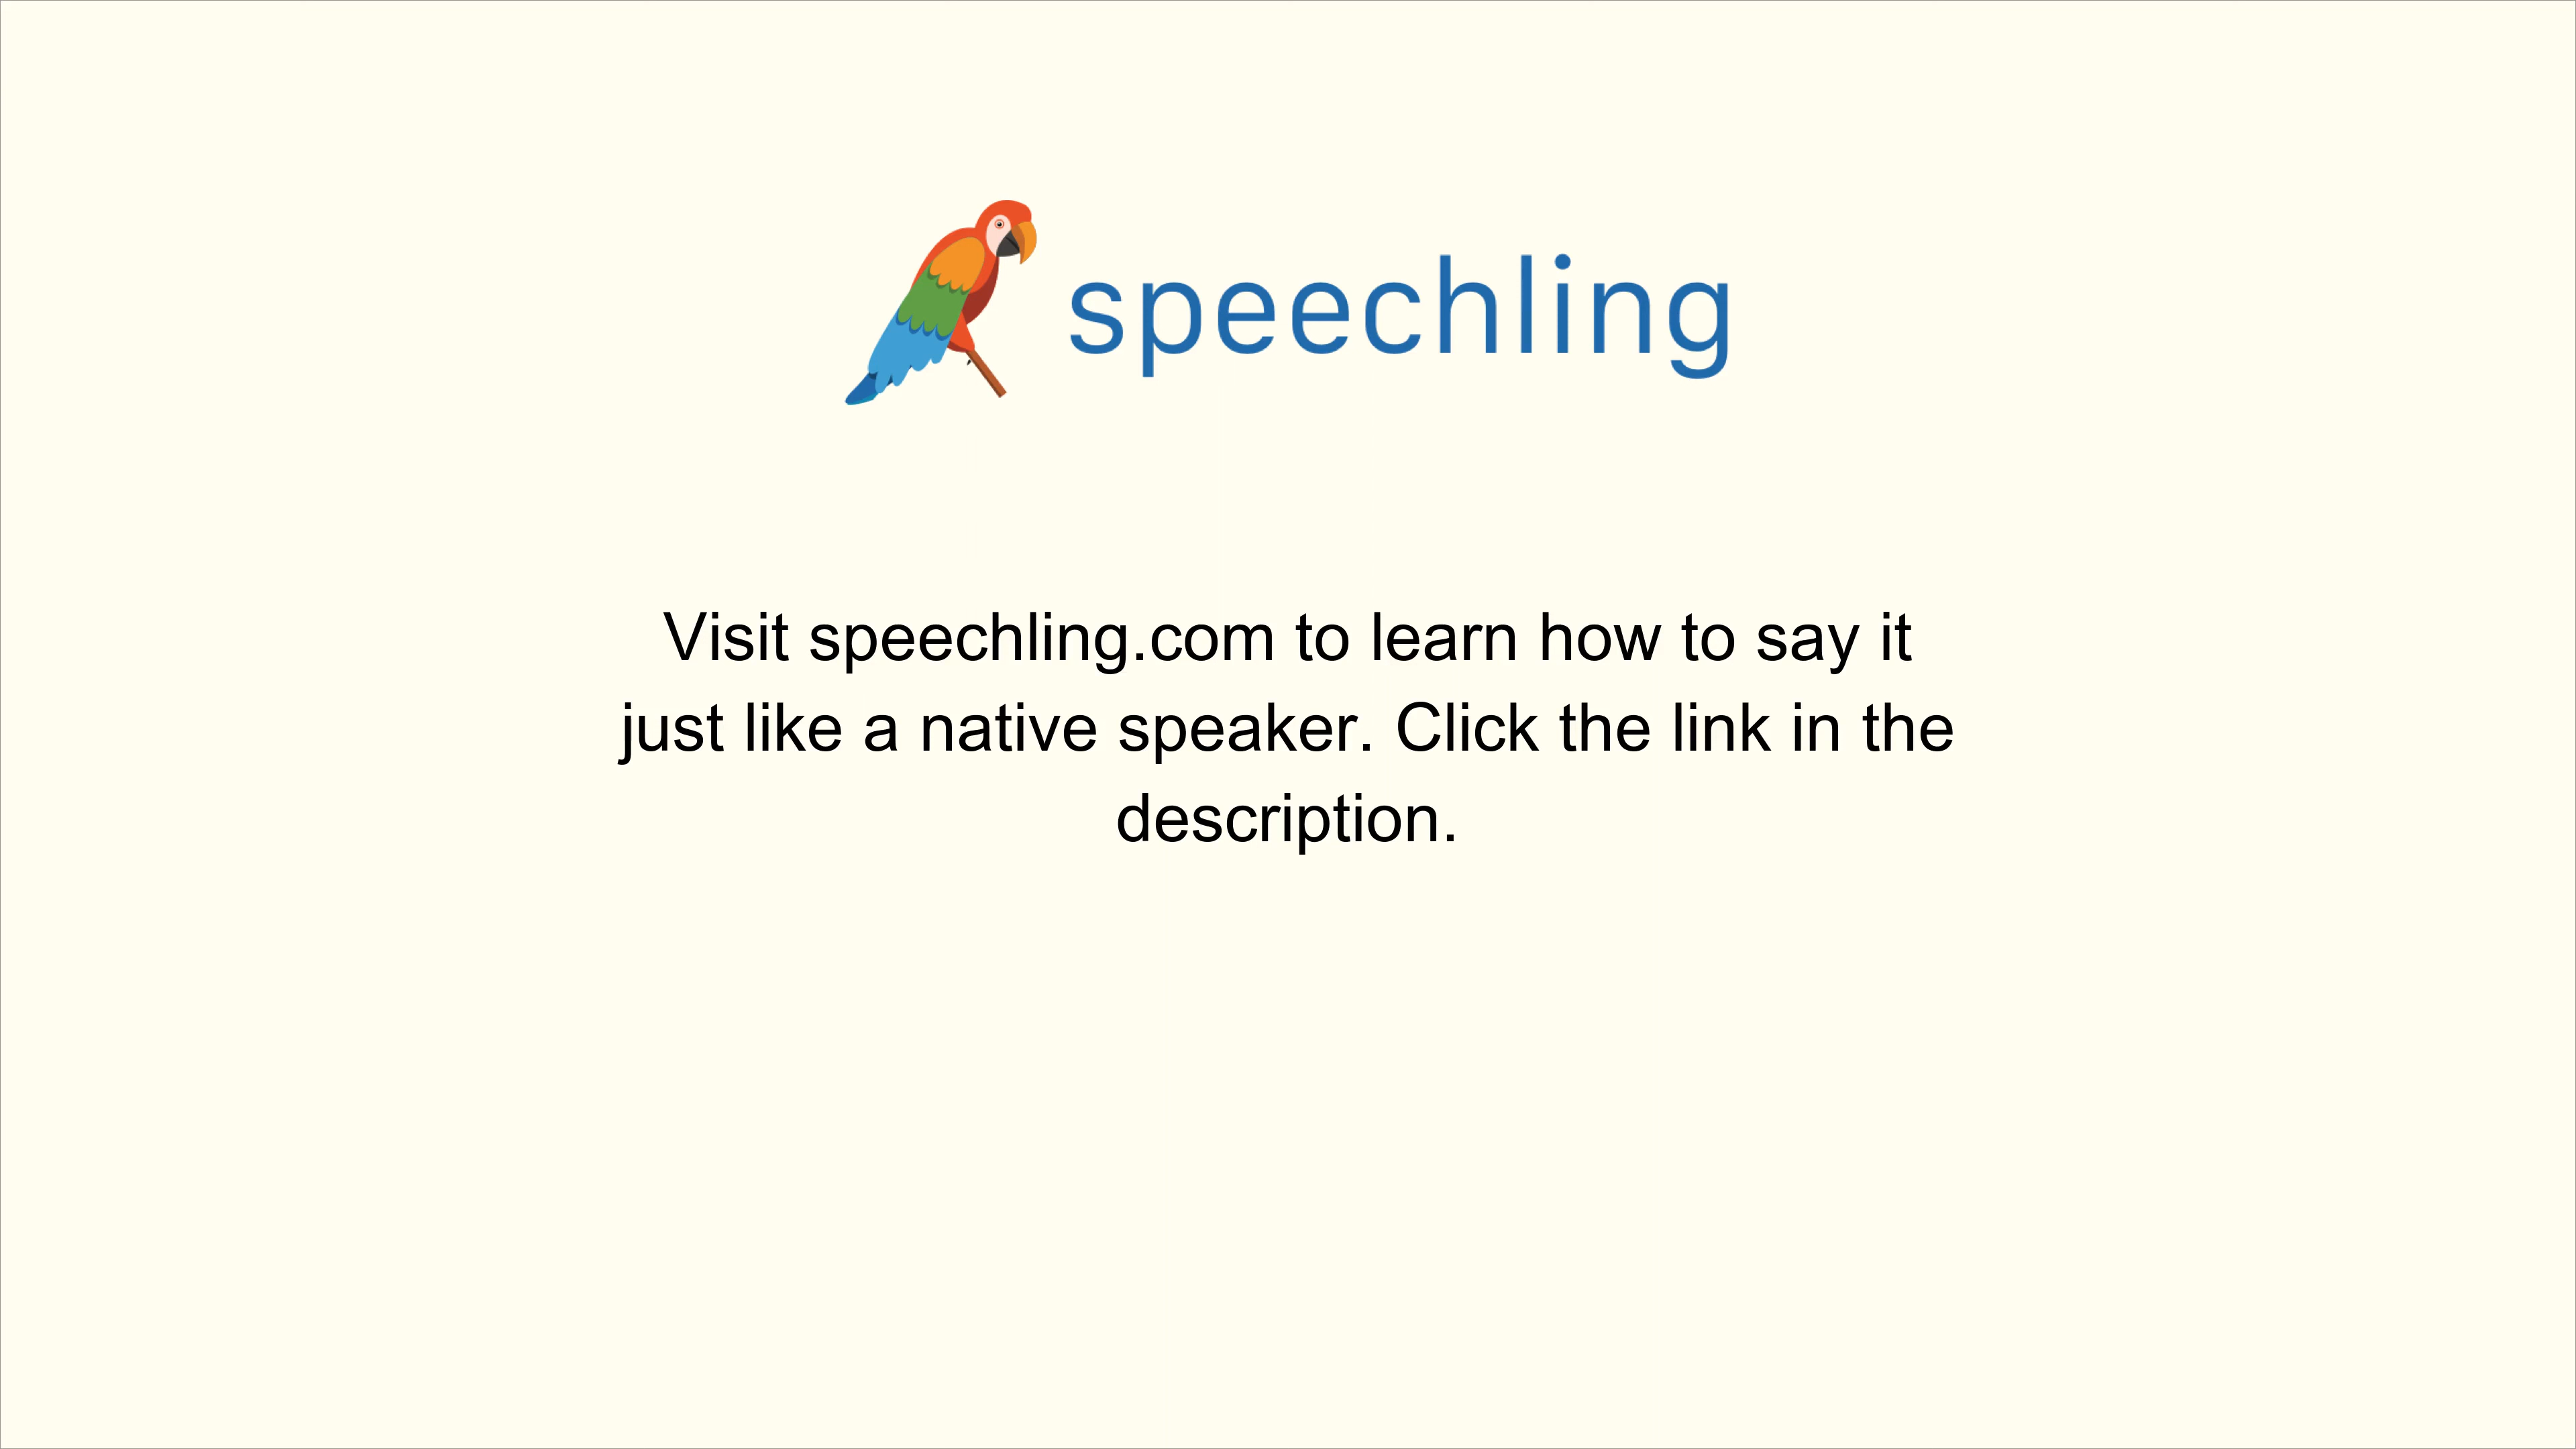 speechling
Visit speechling.com to learn how to say it
just like a native speaker. Click the link in the
description.